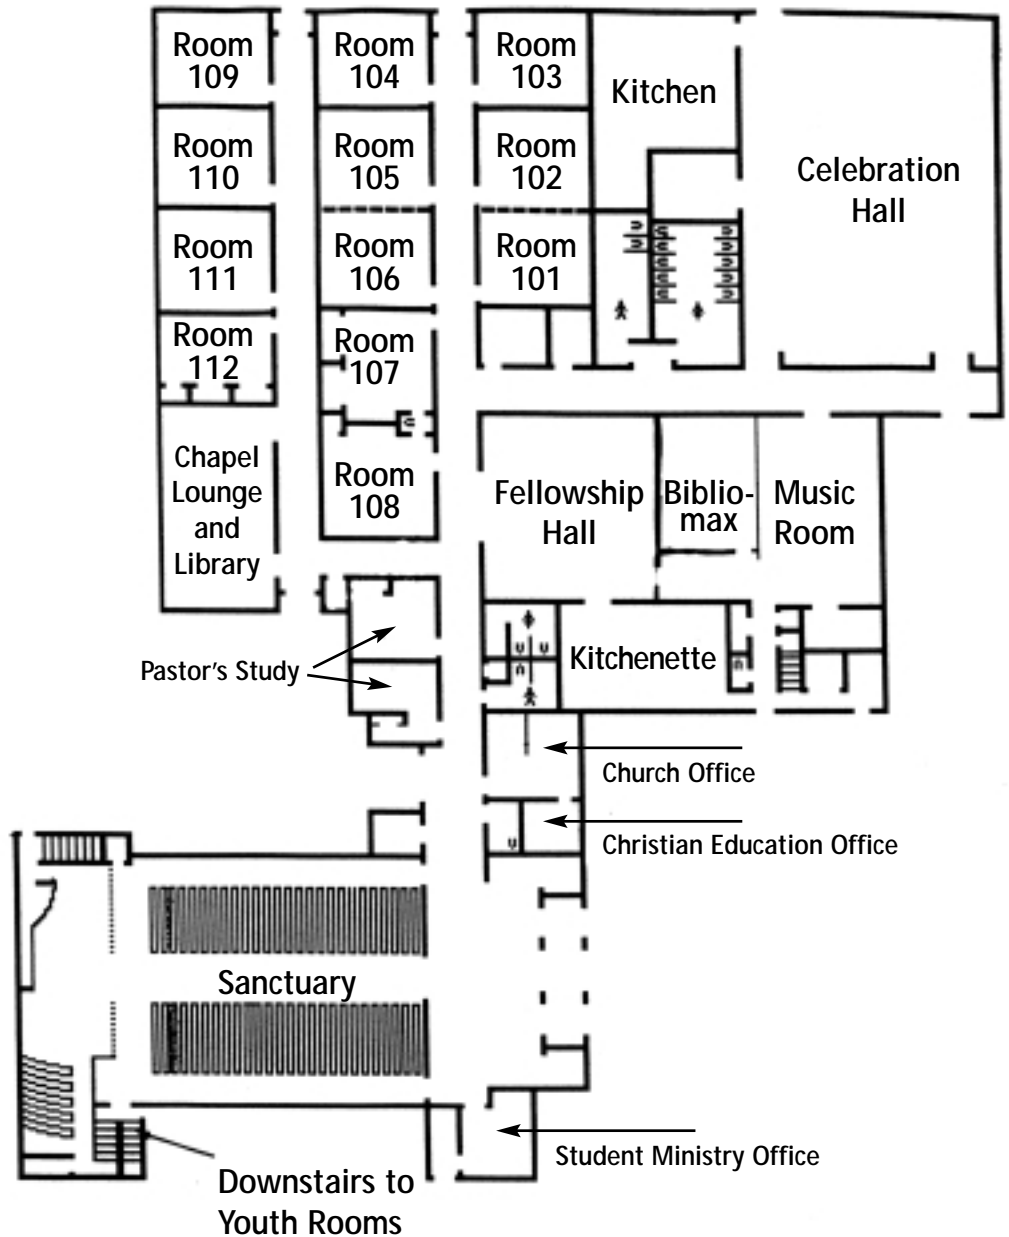 Room
109
Room
104
Room
103
Kitchen
Room
110
Room
105
Room
102
Celebration
Hall
Room
111
Room
106
Room
101
Room
112
Room
107
Chapel
Lounge
and
Library
Room
108
Fellowship
Hall
Biblio-
max
Music
Room
Pastor's Study
Kitchenette
Church Office
Christian Education Office
Sanctuary
Student Ministry Office
Downstairs to
Youth Rooms